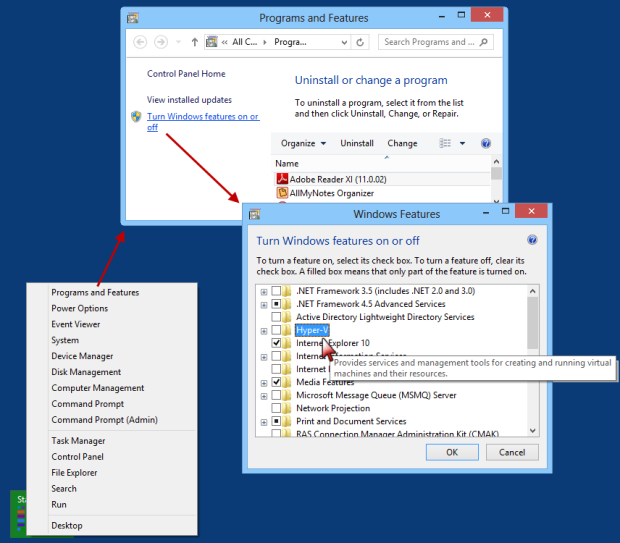 Programs and Features
« All C... ▸ Progra...
Search Programs and ...
Control Panel Home
View installed updates
Turn Windows features on or
off
Uninstall or change a program
To uninstall a program, select it from the list
and then click Uninstall, Change, or Repair.
Organize Uninstall Change
Name
Adobe Reader XI (11.0.02)
AllMyNotes Organizer
Windows Features
Turn Windows features on or off
To turn a feature on, select its check box. To turn a feature off, clear its
check box. A filled box means that only part of the feature is turned on.
.NET Framework 3.5 (includes .NET 2.0 and 3.0)
.NET Framework 4.5 Advanced Services
Active Directory Lightweight Directory Services
Hyper-V
Internet Explorer 10
Internet Information Services
Internet
Provides services and management tools for creating and running virtual
machines and their resources.
Media Features
Microsoft Message Queue (MSMQ) Server
Network Projection
Print and Document Services
RAS Connection Manager Administration Kit (CMAK)
OK Cancel
Programs and Features
Power Options
Event Viewer
System
Device Manager
Disk Management
Computer Management
Command Prompt
Command Prompt (Admin)
Task Manager
Control Panel
File Explorer
Search
Run
Desktop